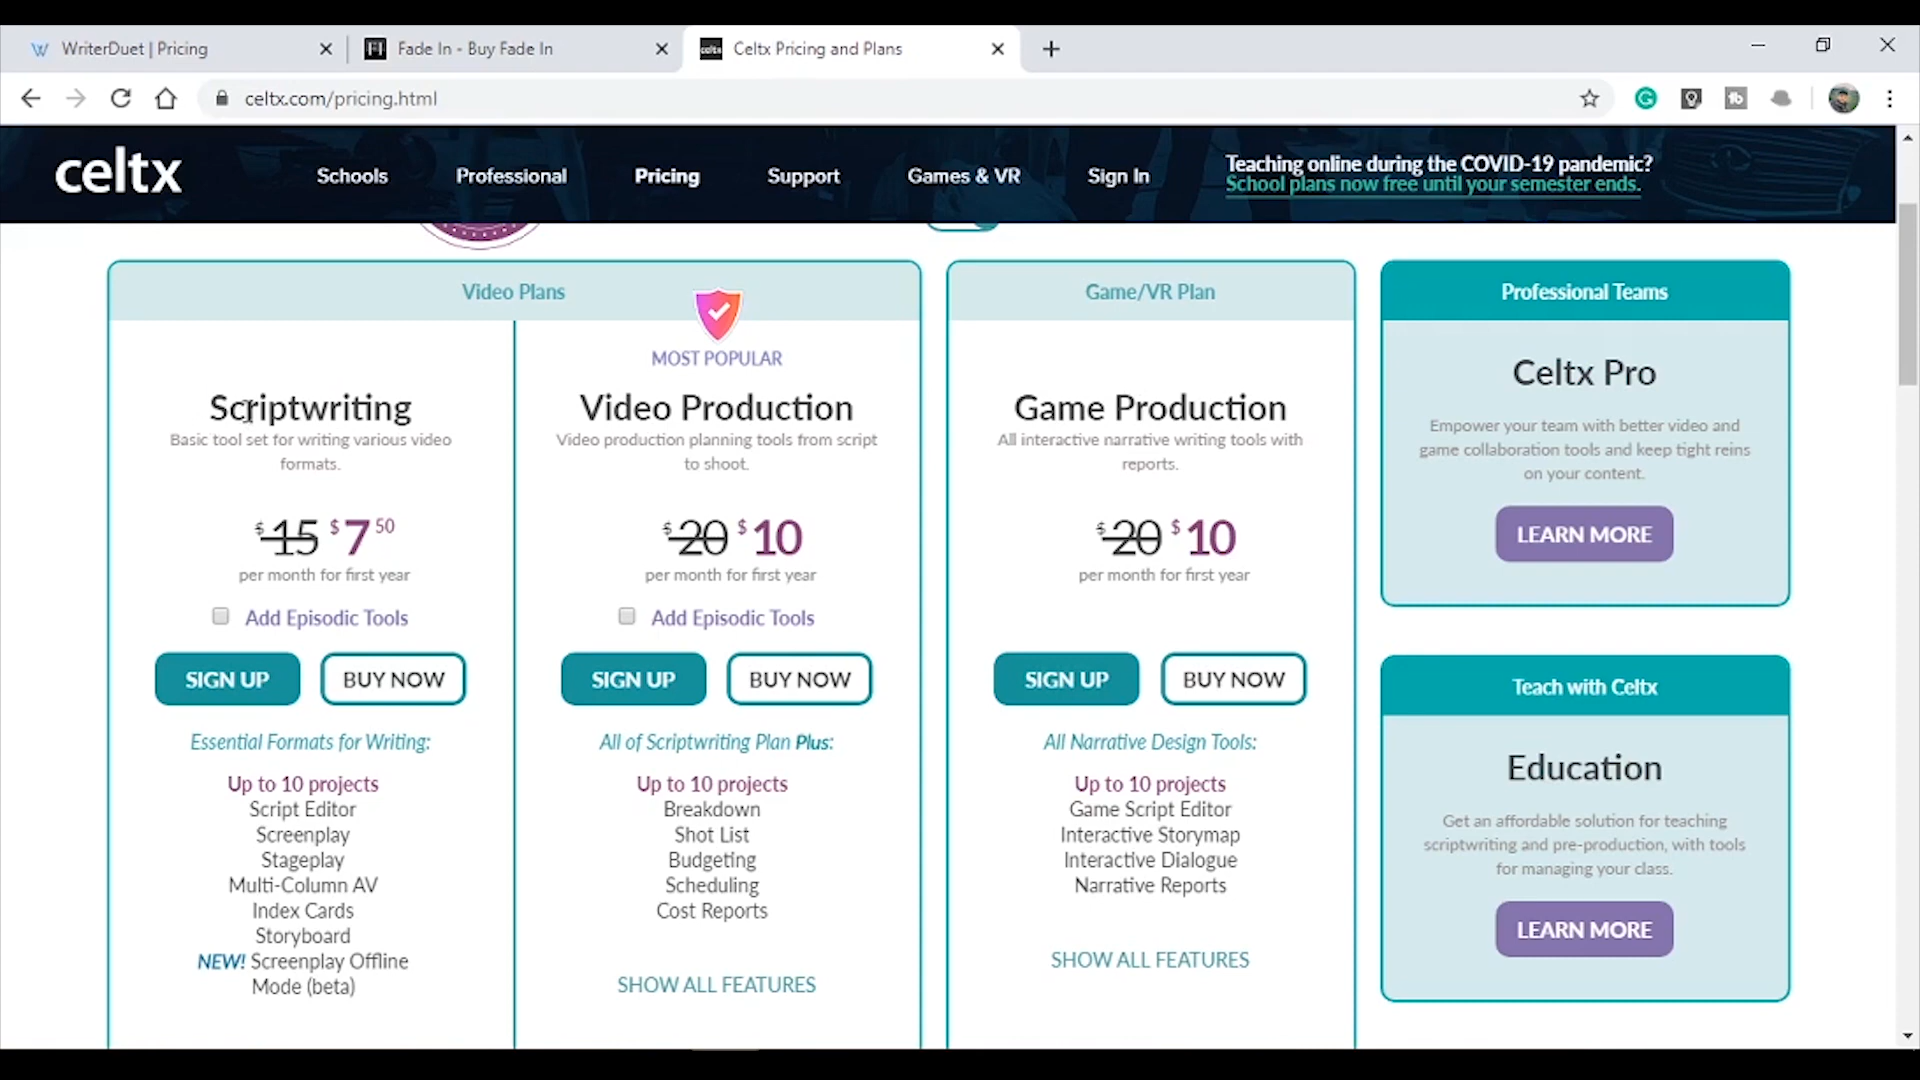 WriterDuet | Pricing
Fade In - Buy Fade In
Celtx Pricing and Plans
celtx.com/pricing.html
celtx
Schools
Professional
Pricing
Support
Games & VR
Sign In
Teaching online during the COVID-19 pandemic?
School plans now free until your semester ends.
Video Plans
MOST POPULAR
Scriptwriting
Basic tool set for writing various video
formats.
$15 $7 50
per month for first year
Add Episodic Tools
SIGN UP
BUY NOW
Essential Formats for Writing:
Up to 10 projects
Script Editor
Screenplay
Stageplay
Multi-Column AV
Index Cards
Storyboard
NEW! Screenplay Offline
Mode (beta)
Video Production
Video production planning tools from script
to shoot.
$20 $10
per month for first year
Add Episodic Tools
SIGN UP
BUY NOW
All of Scriptwriting Plan Plus:
Up to 10 projects
Breakdown
Shot List
Budgeting
Scheduling
Cost Reports
SHOW ALL FEATURES
Game/VR Plan
Game Production
All interactive narrative writing tools with
reports.
$20 $10
per month for first year
SIGN UP
BUY NOW
All Narrative Design Tools:
Up to 10 projects
Game Script Editor
Interactive Storymap
Interactive Dialogue
Narrative Reports
SHOW ALL FEATURES
Professional Teams
Celtx Pro
Empower your team with better video and
game collaboration tools and keep tight reins
on your content.
LEARN MORE
Teach with Celtx
Education
Get an affordable solution for teaching
scriptwriting and pre-production, with tools
for managing your class.
LEARN MORE